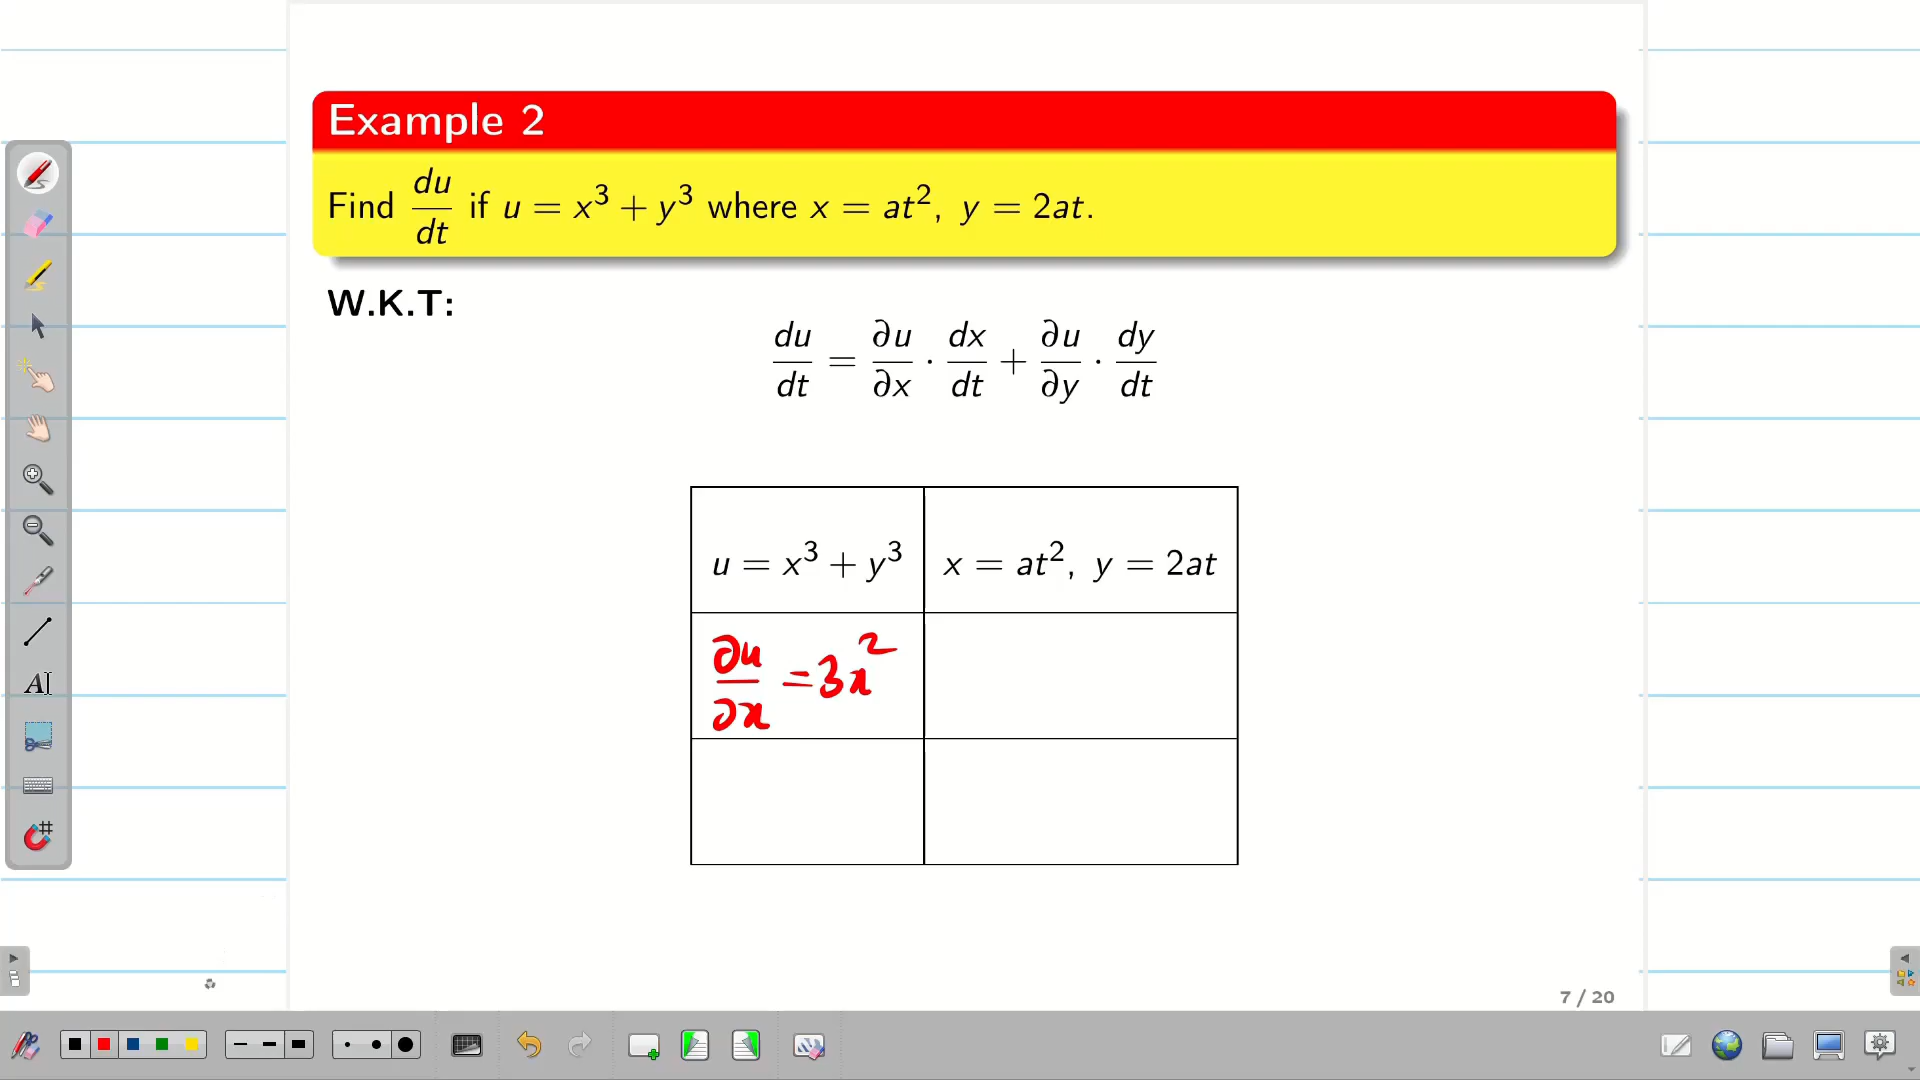 Example 2
Find du/dt if u = x³ + y³ where x = at², y = 2at.
W.K.T:
du/dt = ∂u/∂x · dx/dt + ∂u/∂y · dy/dt
u = x³ + y³ x = at², y = 2at
∂u/∂x = 3x²
7 / 20